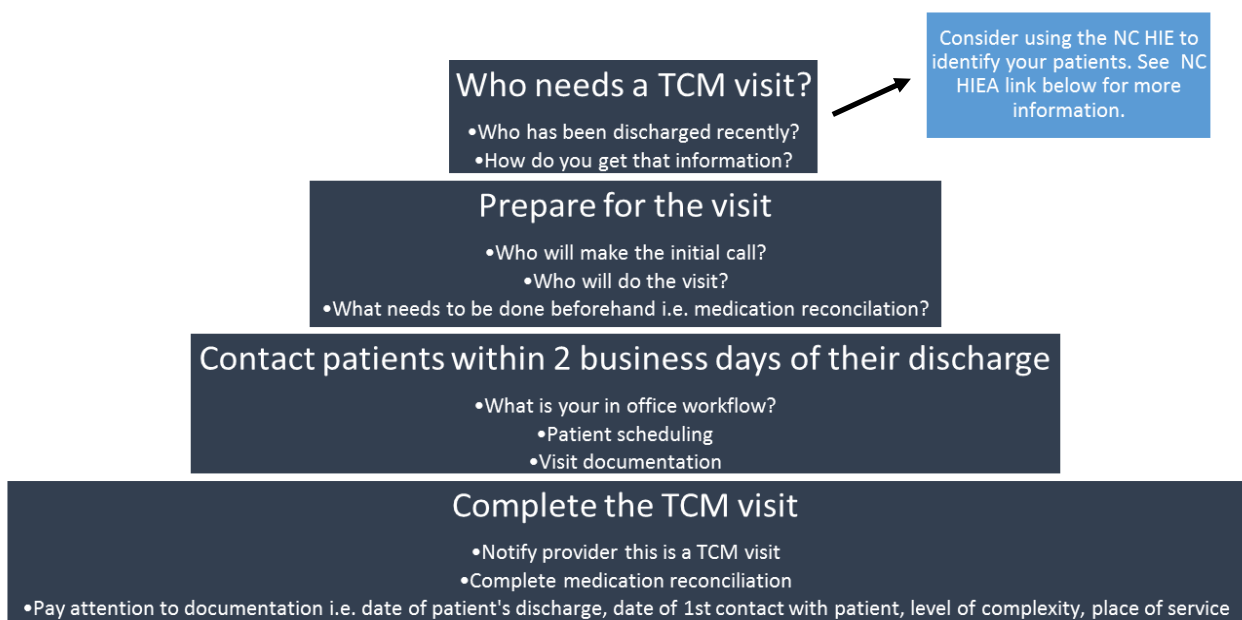 Who needs a TCM visit?
•Who has been discharged recently?
•How do you get that information?
Consider using the NC HIE to
identify your patients. See NC
HIEA link below for more
information.
Prepare for the visit
•Who will make the initial call?
•Who will do the visit?
•What needs to be done beforehand i.e. medication reconcilation?
Contact patients within 2 business days of their discharge
•What is your in office workflow?
•Patient scheduling
•Visit documentation
Complete the TCM visit
•Notify provider this is a TCM visit
•Complete medication reconciliation
•Pay attention to documentation i.e. date of patient's discharge, date of 1st contact with patient, level of complexity, place of service